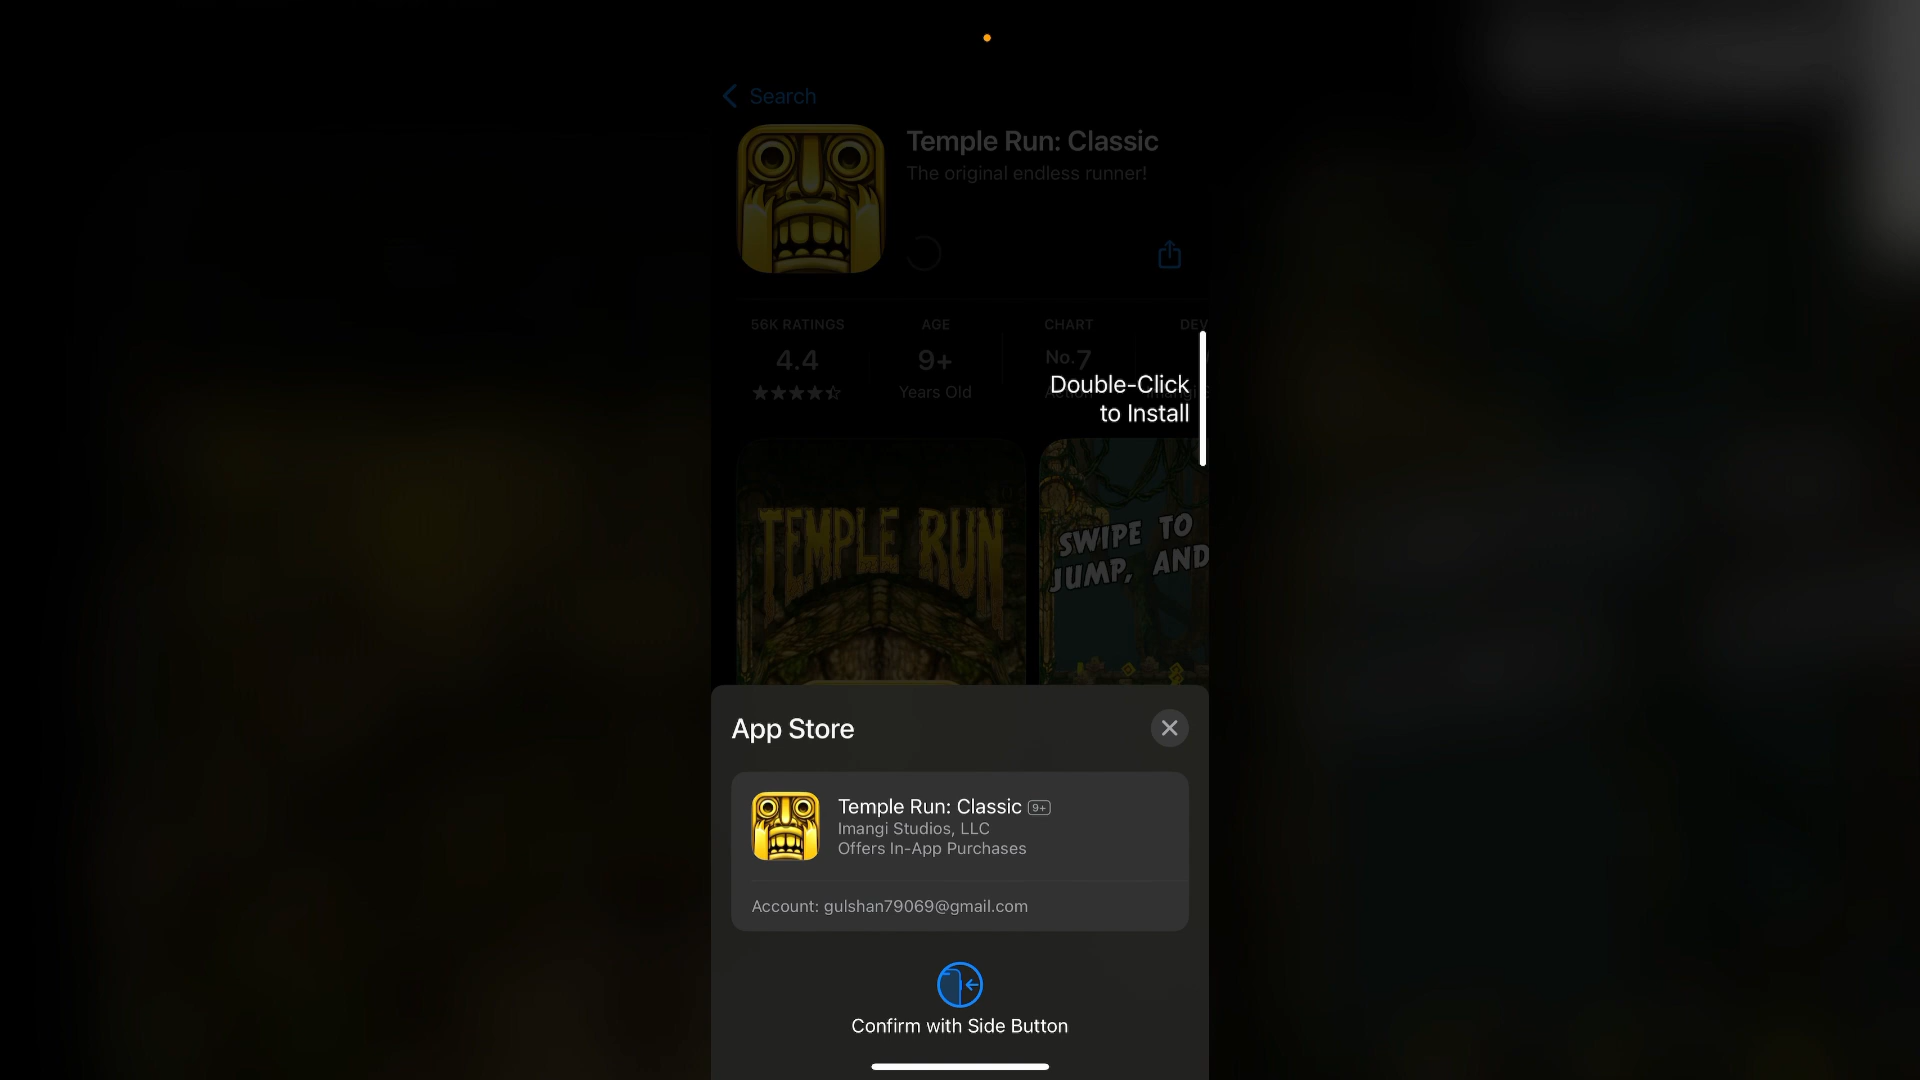 Search
Temple Run: Classic
The original endless runner!
56K RATINGS
AGE
CHART
DEV
4.4
9+
No.7
Years Old
Double-Click
to Install
TEMPLE RUN
SWIPE TO
JUMP, AND
App Store
Temple Run: Classic 9+
Imangi Studios, LLC
Offers In-App Purchases
Account: gulshan79069@gmail.com
Confirm with Side Button